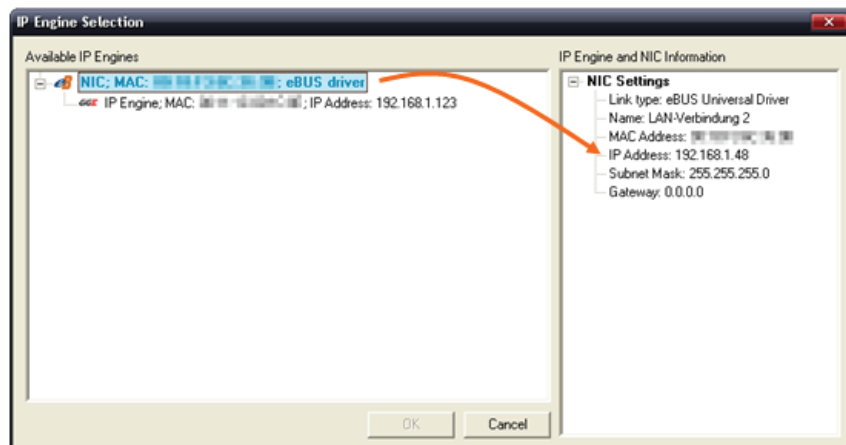 IP Engine Selection
Available IP Engines
NIC; MAC: ; eBUS driver
IP Engine; MAC: ; IP Address: 192.168.1.123
IP Engine and NIC Information
NIC Settings
Link type: eBUS Universal Driver
Name: LAN-Verbindung 2
MAC Address:
IP Address: 192.168.1.48
Subnet Mask: 255.255.255.0
Gateway: 0.0.0.0
OK
Cancel